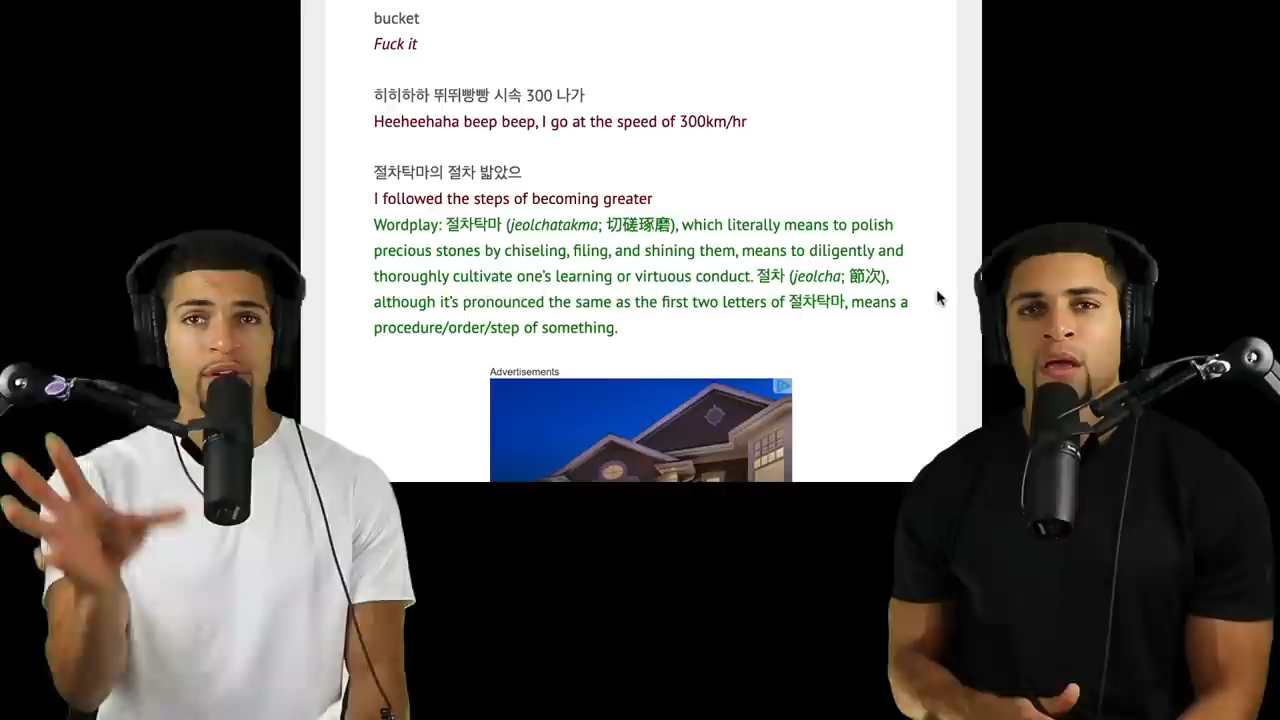 bucket
Fuck it
히히하하 뛰뛰빵빵 시속 300 나가
Heeheehaha beep beep, I go at the speed of 300km/hr
절차탁마의 절차 밟았으
I followed the steps of becoming greater
Wordplay: 절차탁마 (jeolchatakma; 切磋琢磨), which literally means to polish
precious stones by chiseling, filing, and shining them, means to diligently and
thoroughly cultivate one's learning or virtuous conduct. 절차 (jeolcha; 節次),
although it's pronounced the same as the first two letters of 절차탁마, means a
procedure/order/step of something.
Advertisements